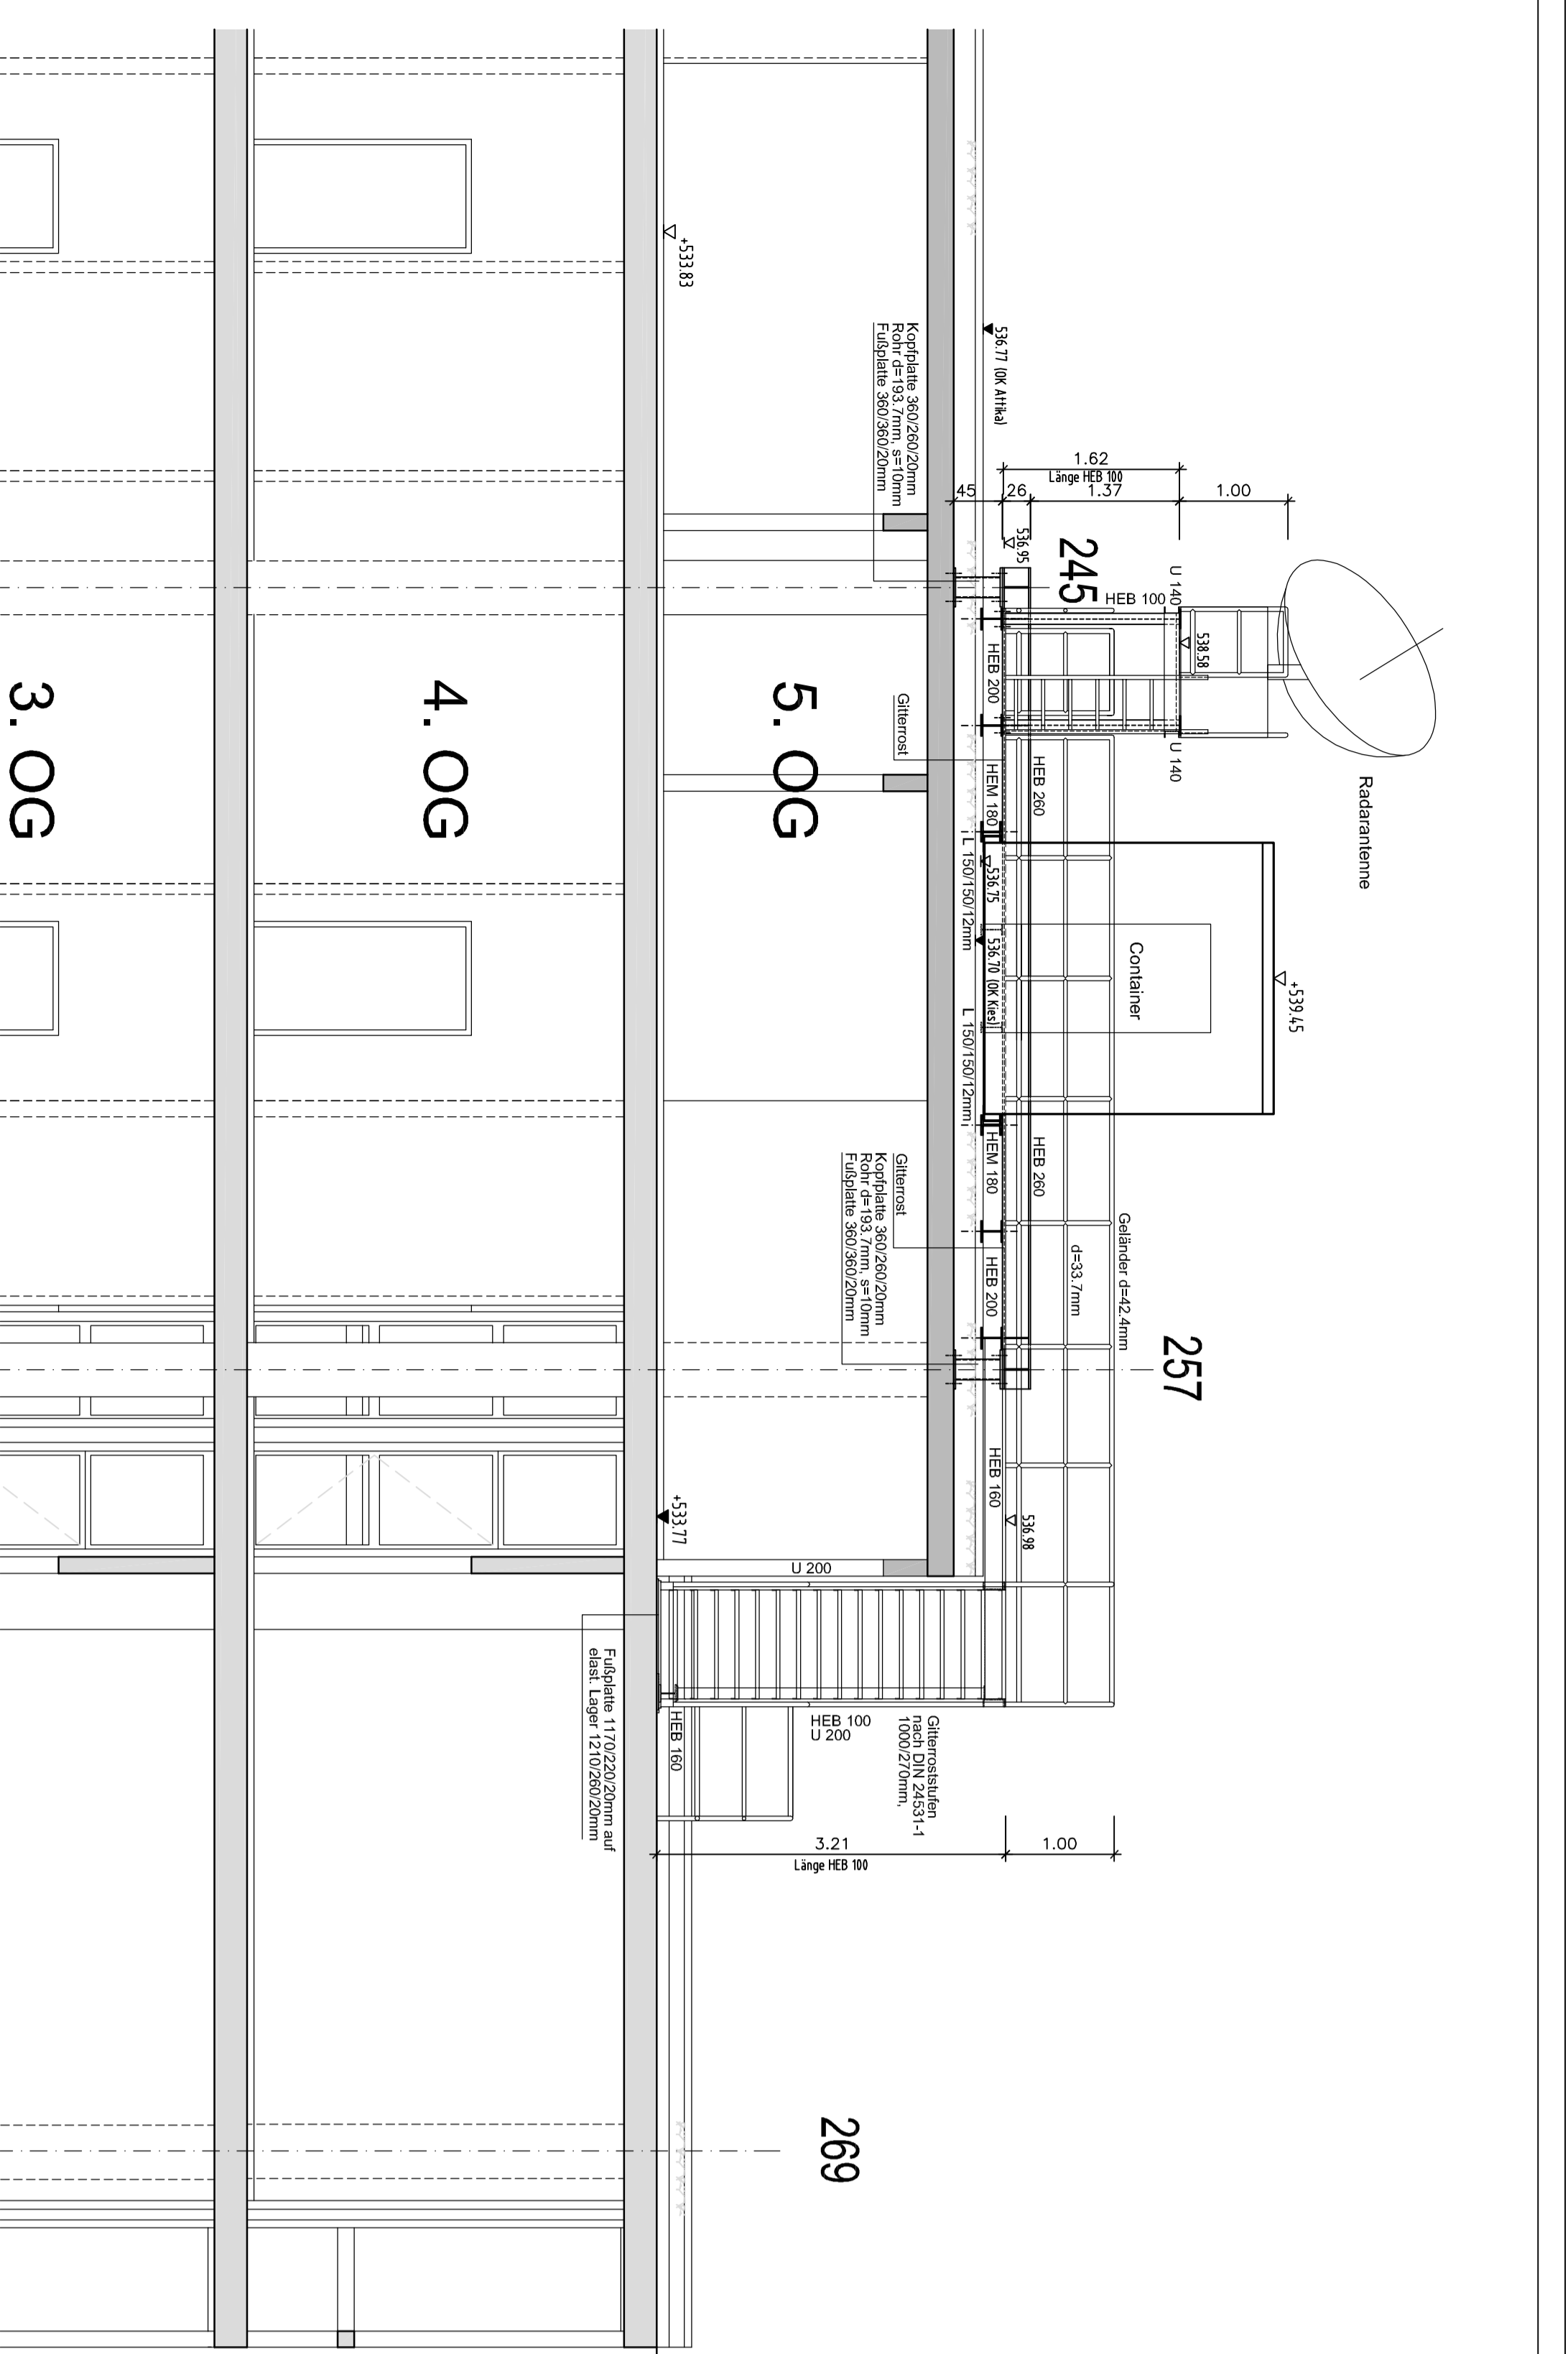 Radarantenne
+539.45
Container
U 140
U 140
538.58
HEB 100
245
257
1.62
Länge HEB 100
45
26
1.37
1.00
536.95
536.77 (OK Attika)
HEB 260
HEB 260
Geländer d=42.4mm
d=33.7mm
HEB 200
HEM 180
536.75
536.70 (OK Kies)
HEM 180
HEB 200
HEB 160
536.98
L 150/150/12mm
L 150/150/12mm
Kopfplatte 360/260/20mm
Rohr d=193.7mm, s=10mm
Fußplatte 360/360/20mm
Gitterrost
Gitterrost
Kopfplatte 360/260/20mm
Rohr d=193.7mm, s=10mm
Fußplatte 360/360/20mm
Gitterroststufen
nach DIN 24531-1
1000/270mm,
HEB 100
U 200
U 200
3.21
Länge HEB 100
1.00
269
5. OG
+533.83
+533.77
HEB 160
Fußplatte 1170/220/20mm auf
elast. Lager 1210/260/20mm
4. OG
3. OG